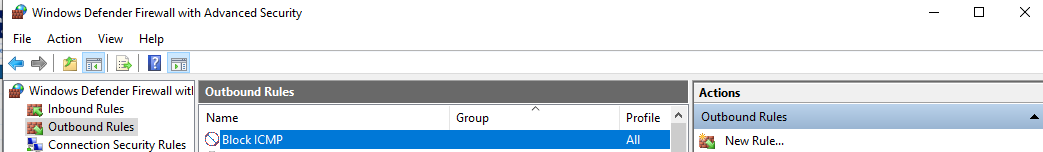 Windows Defender Firewall with Advanced Security
File Action View Help
Windows Defender Firewall wit
Inbound Rules
Outbound Rules
Connection Security Rules
Outbound Rules
Name Group Profile
Block ICMP All
Actions
Outbound Rules
New Rule...